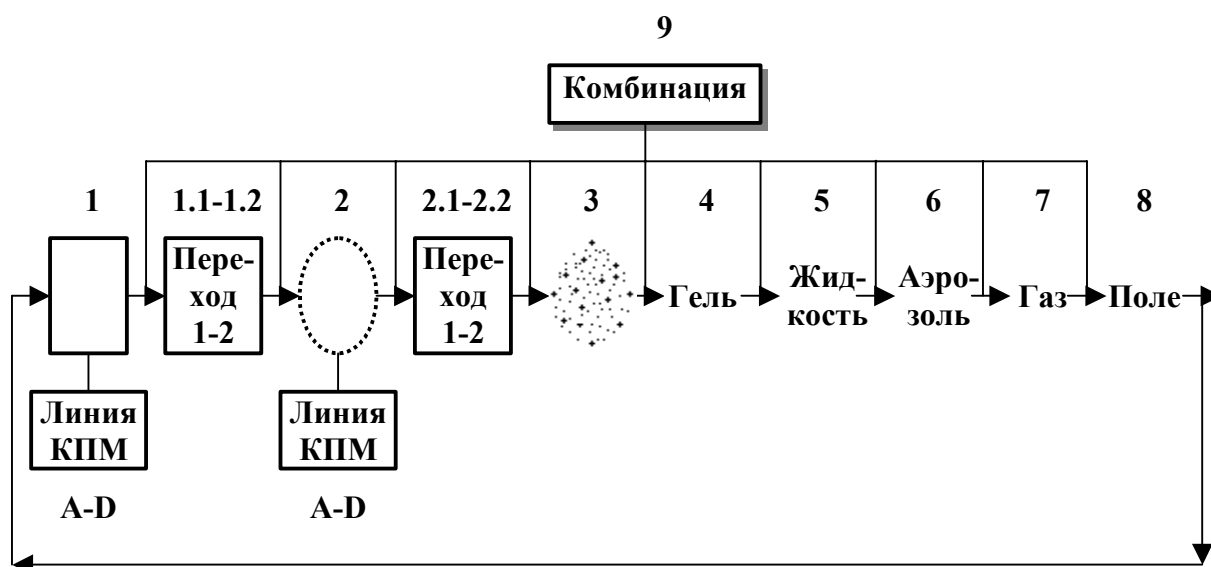 9
Комбинация
1 1.1-1.2 2 2.1-2.2 3 4 5 6 7 8
Пере-
ход
1-2
Пере-
ход
1-2
Гель
Жид-
кость
Аэро-
золь
Газ
Поле
Линия
КПМ
Линия
КПМ
A-D
A-D